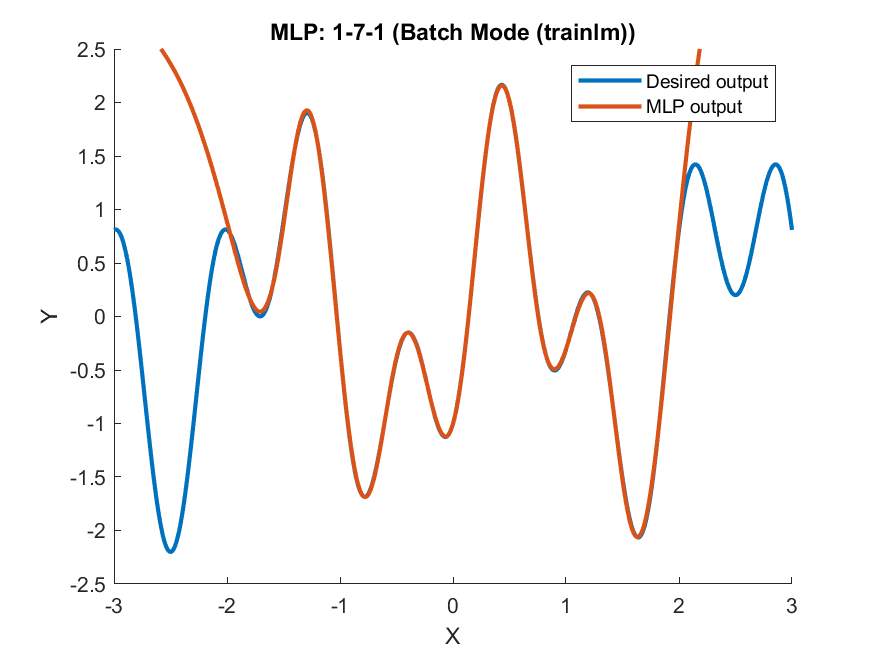 MLP: 1-7-1 (Batch Mode (trainlm))
Desired output
MLP output
2.5
2
1.5
1
0.5
0
-0.5
-1
-1.5
-2
-2.5
Y
-3 -2 -1 0 1 2 3
X